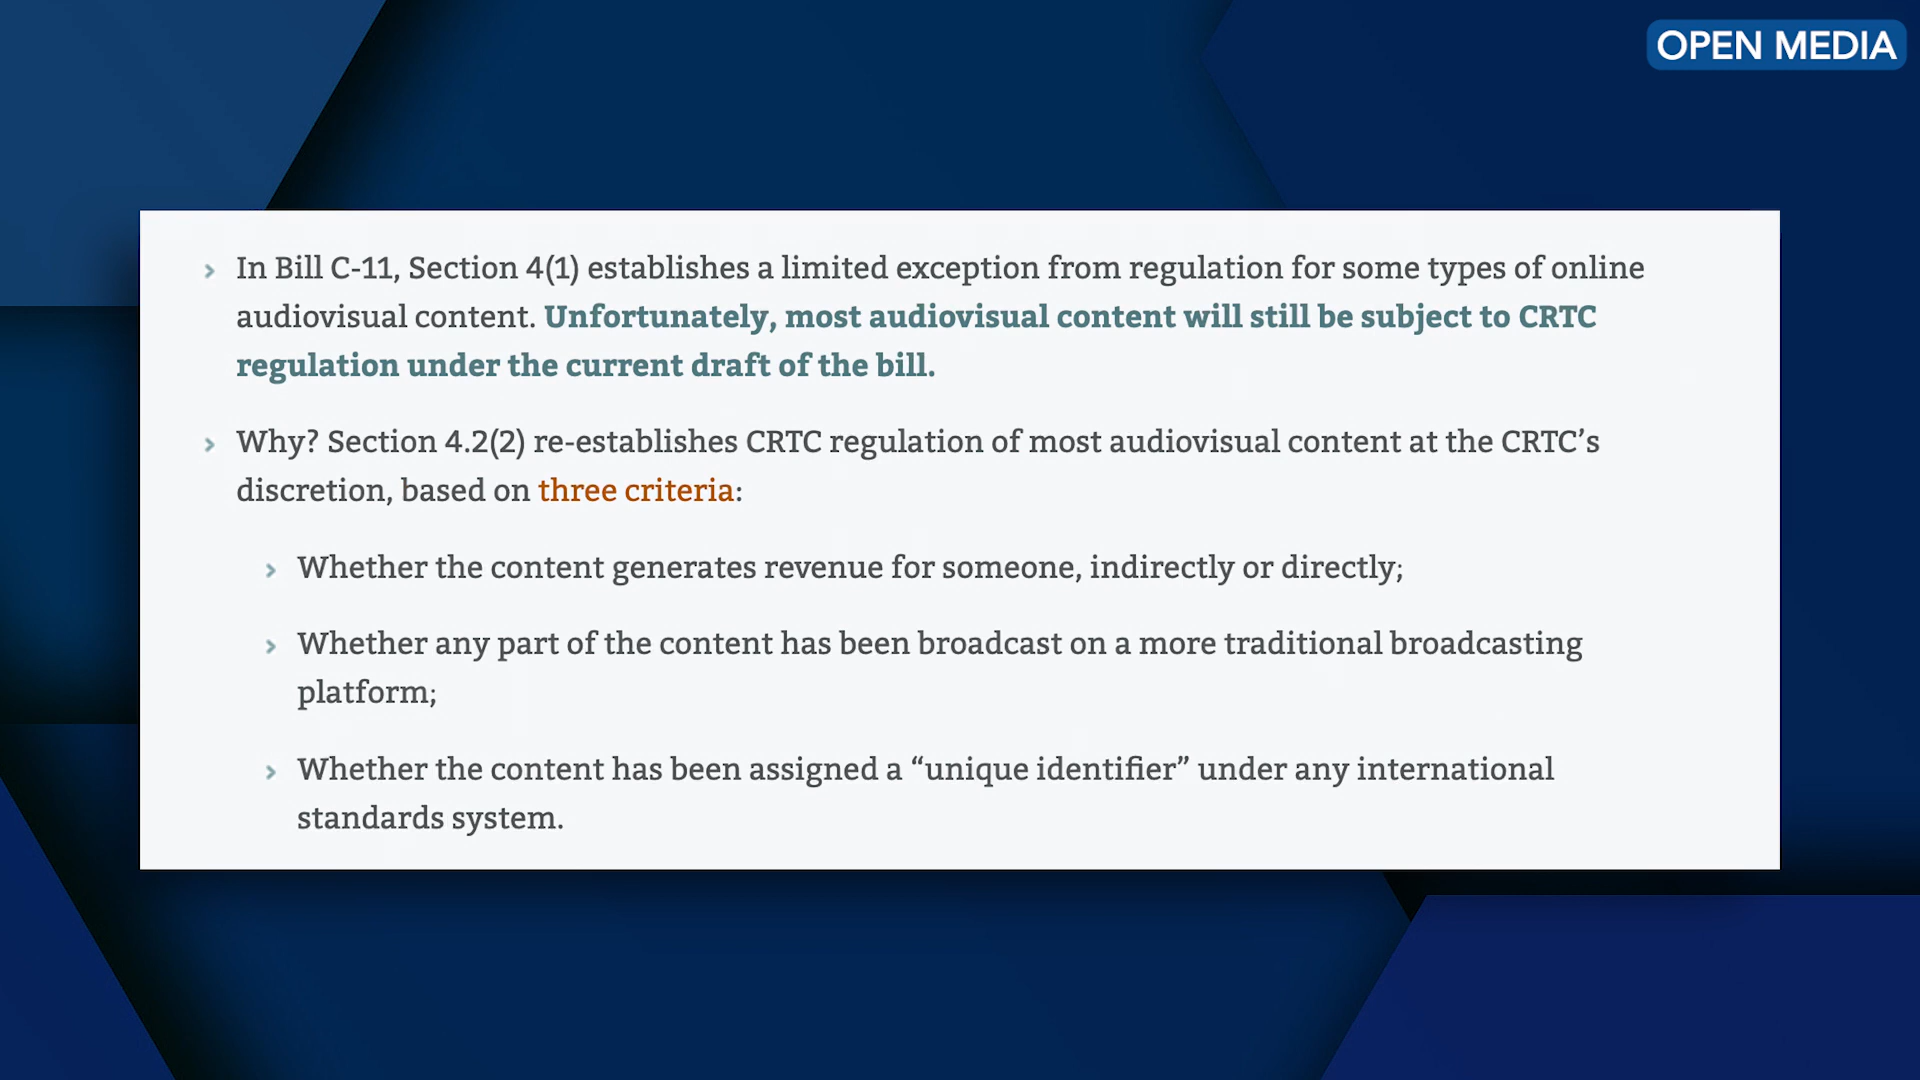 OPEN MEDIA
In Bill C-11, Section 4(1) establishes a limited exception from regulation for some types of online
audiovisual content. Unfortunately, most audiovisual content will still be subject to CRTC
regulation under the current draft of the bill.
Why? Section 4.2(2) re-establishes CRTC regulation of most audiovisual content at the CRTC’s
discretion, based on three criteria:
Whether the content generates revenue for someone, indirectly or directly;
Whether any part of the content has been broadcast on a more traditional broadcasting
platform;
Whether the content has been assigned a “unique identifier” under any international
standards system.